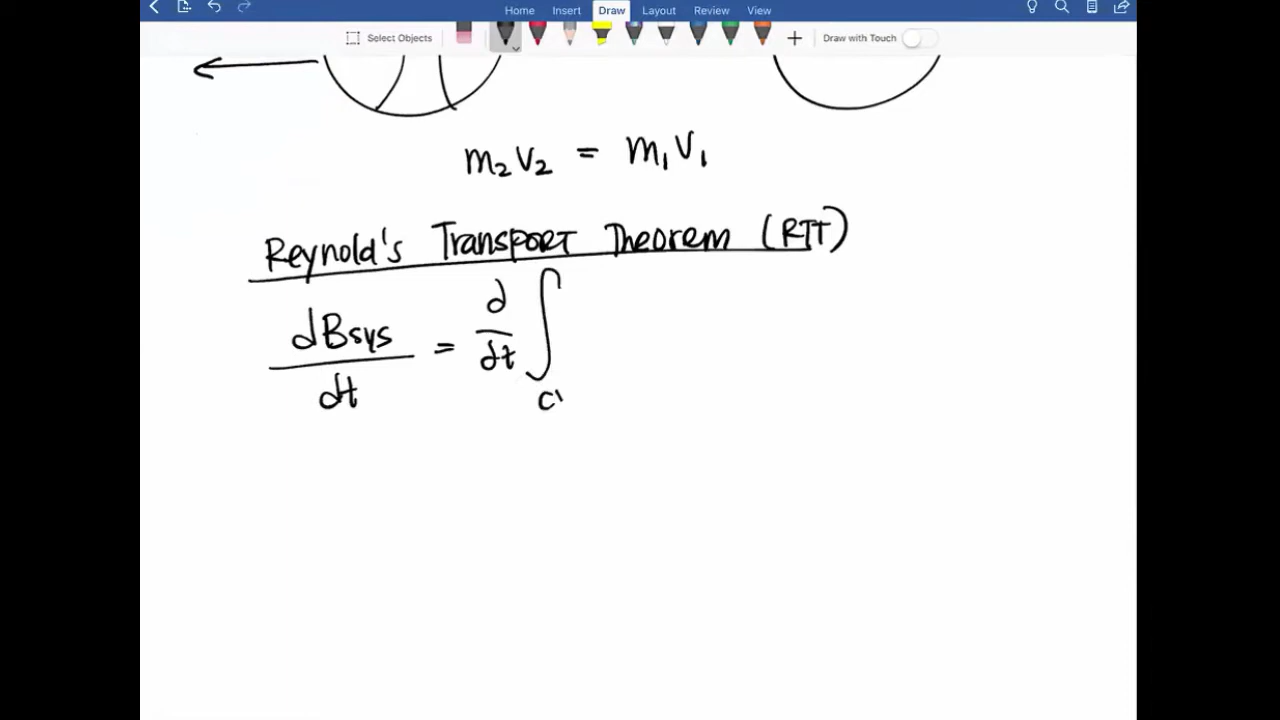 Home Insert Draw Layout Review View
Select Objects Draw with Touch
m₂V₂ = m₁V₁
Reynold's Transport Theorem (RTT)
dBsys/dt = ∂/∂t ∫